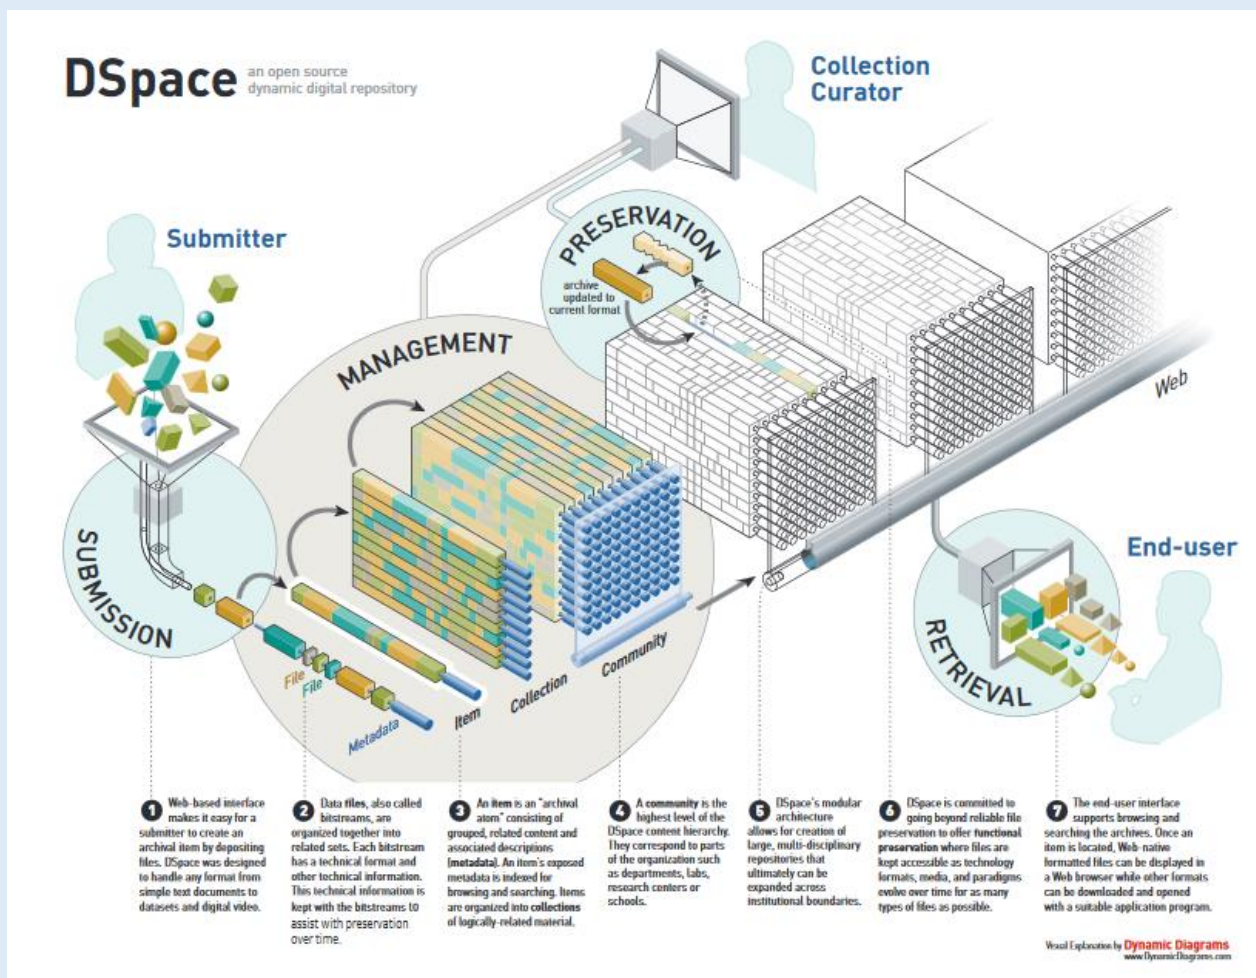 DSpace
an open source
dynamic digital repository
Collection
Curator
Submitter
PRESERVATION
archive
updated to
current format
MANAGEMENT
Web
SUBMISSION
End-user
RETRIEVAL
File
File
Metadata
Item
Collection
Community
1 Web-based interface
makes it easy for a
submitter to create an
archival item by depositing
files. DSpace was designed
to handle any format from
simple text documents to
datasets and digital video.
2 Data files, also called
bitstreams, are
organized together into
related sets. Each bitstream
has a technical format and
other technical information.
This technical information is
kept with the bitstreams to
assist with preservation
over time.
3 An item is an "archival
atom" consisting of
grouped, related content and
associated descriptions
(metadata). An item's exposed
metadata is indexed for
browsing and searching. Items
are organized into collections
of logically-related material.
4 A community is the
highest level of the
DSpace content hierarchy.
They correspond to parts
of the organization such
as departments, labs,
research centers or
schools.
5 DSpace's modular
architecture
allows for creation of
large, multi-disciplinary
repositories that
ultimately can be
expanded across
institutional boundaries.
6 DSpace is committed to
going beyond reliable file
preservation to offer functional
preservation where files are
kept accessible as technology
formats, media, and paradigms
evolve over time for as many
types of files as possible.
7 The end-user interface
supports browsing and
searching the archives. Once an
item is located, Web-native
formatted files can be displayed
in a Web browser while other formats
can be downloaded and opened
with a suitable application program.
Visual Explanation by Dynamic Diagrams
www.DynamicDiagrams.com